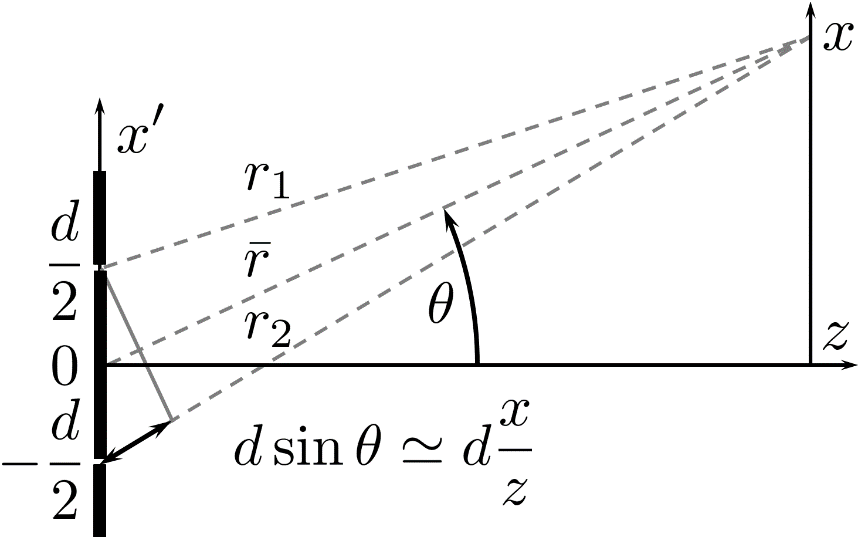 x
x′
r₁
d/2
r̄
θ
r₂
z
0
−d/2
d sin θ ≃ d x/z